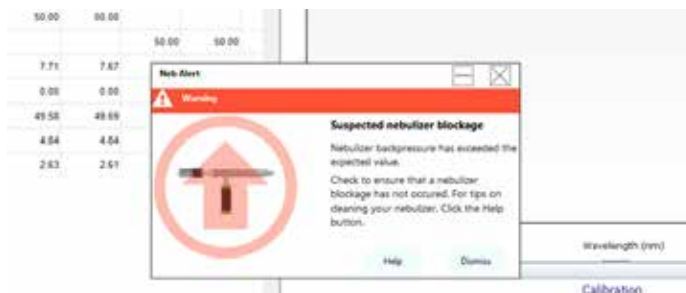 50.00 00.00
50.00 50.00
7.71 7.67
0.00 0.00
49.58 49.69
4.04 4.04
2.63 2.61
Neb Alert
Warning
Suspected nebulizer blockage
Nebulizer backpressure has exceeded the
expected value.
Check to ensure that a nebulizer
blockage has not occured. For tips on
cleaning your nebulizer. Click the Help
button.
Help Dismiss
Wavelength (nm)
Calibration